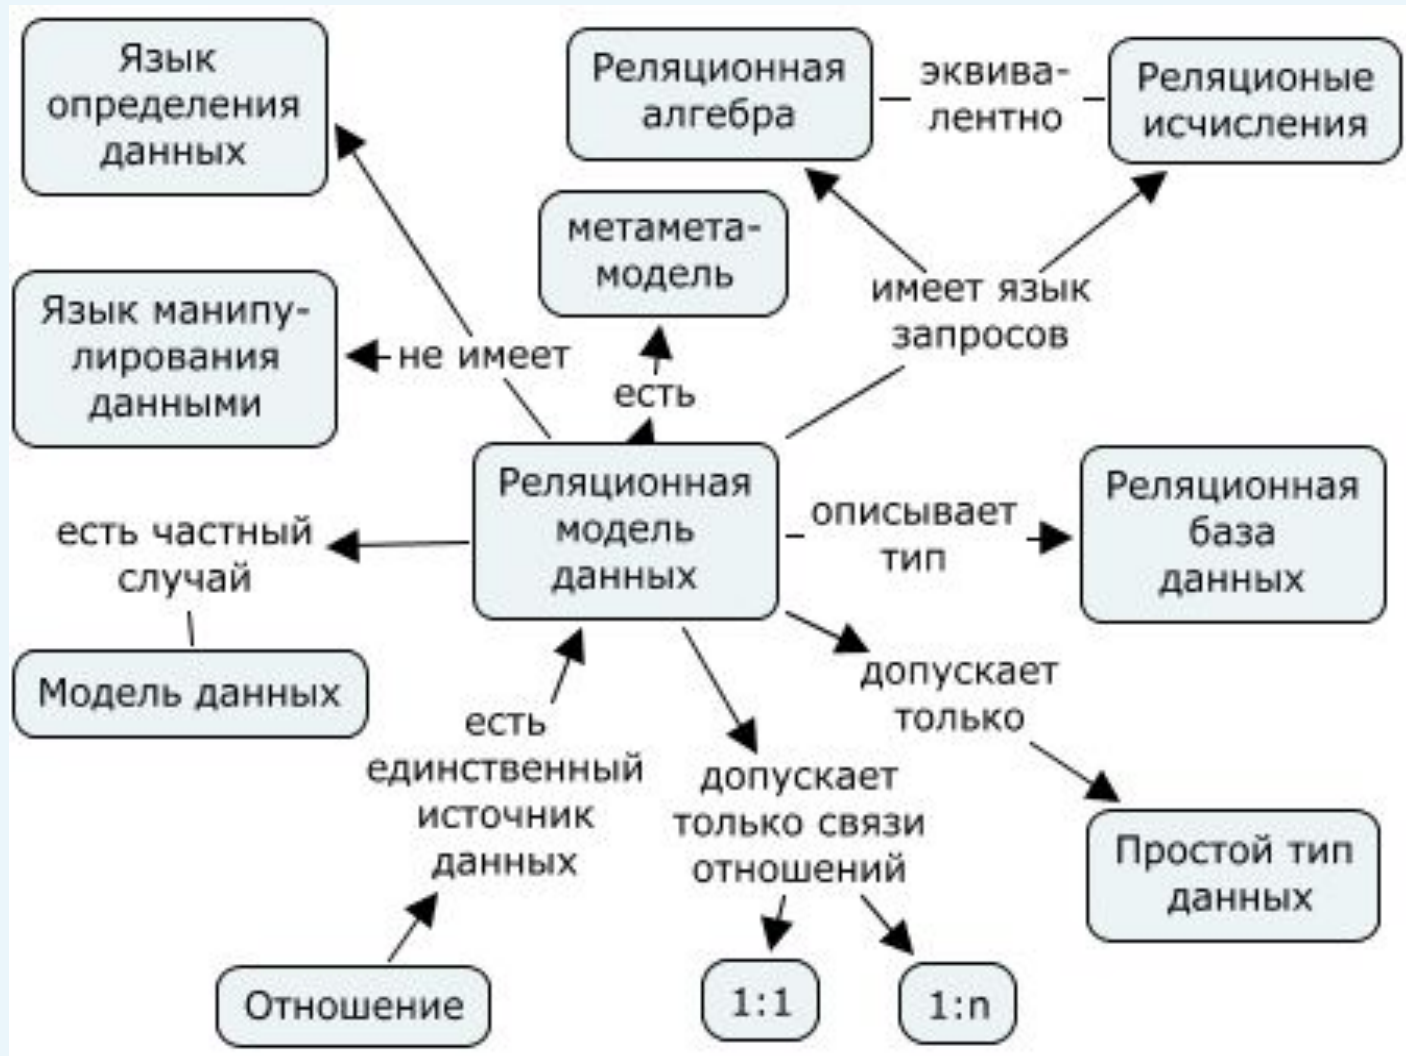 Язык
определения
данных
Реляционная
алгебра
эквива-
лентно
Реляционые
исчисления
метамета-
модель
Язык манипу-
лирования
данными
не имеет
есть
имеет язык
запросов
Реляционная
модель
данных
описывает
тип
Реляционная
база
данных
есть частный
случай
Модель данных
есть
единственный
источник
данных
допускает
только связи
отношений
допускает
только
Простой тип
данных
Отношение
1:1
1:n